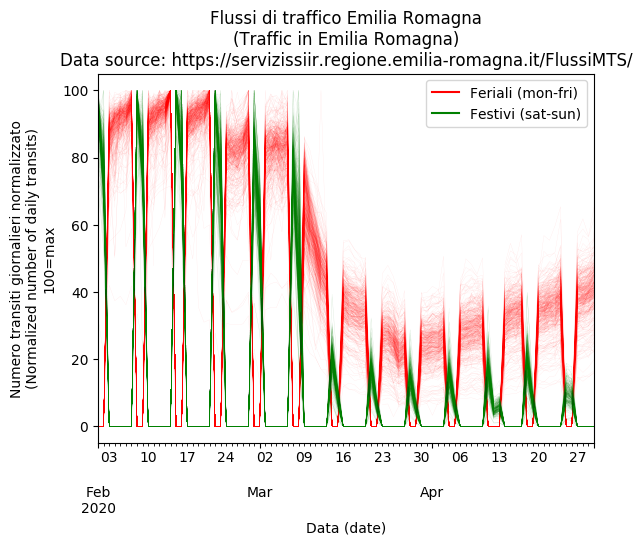 Flussi di traffico Emilia Romagna
(Traffic in Emilia Romagna)
Data source: https://servizissiir.regione.emilia-romagna.it/FlussiMTS/
Numero transiti giornalieri normalizzato
(Normalized number of daily transits)
100=max
100
80
60
40
20
0
Feriali (mon-fri)
Festivi (sat-sun)
03 10 17 24 02 09 16 23 30 06 13 20 27
Feb Mar Apr
2020
Data (date)